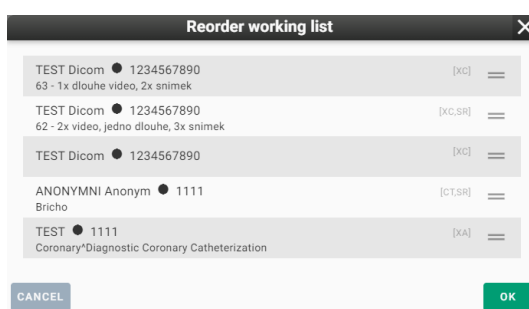 Reorder working list
TEST Dicom ● 1234567890 [XC]
63 - 1x dlouhe video, 2x snimek
TEST Dicom ● 1234567890 [XC,SR]
62 - 2x video, jedno dlouhe, 3x snimek
TEST Dicom ● 1234567890 [XC]
ANONYMNI Anonym ● 1111 [CT,SR]
Bricho
TEST ● 1111 [XA]
Coronary^Diagnostic Coronary Catheterization
CANCEL OK